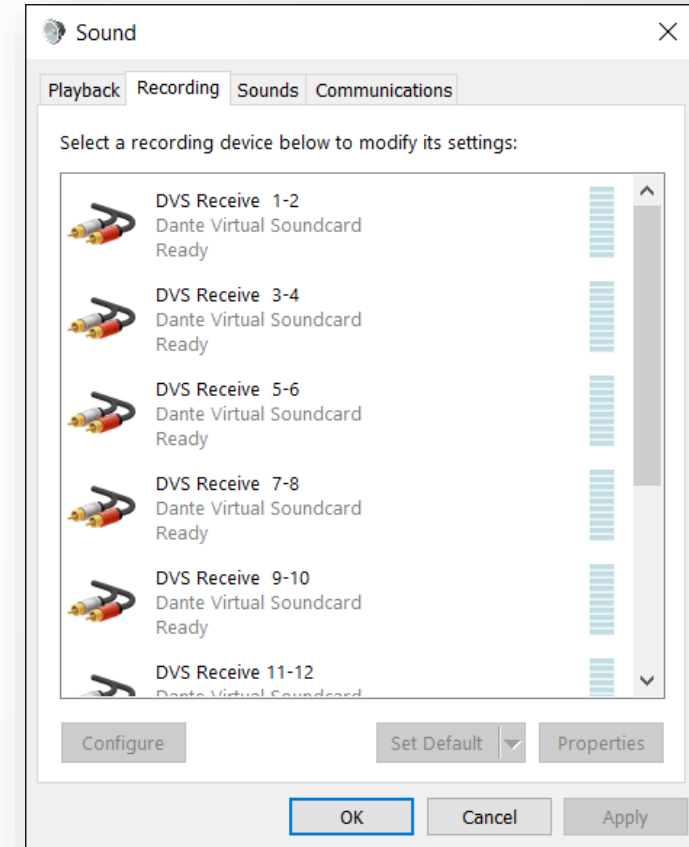 Sound
Playback Recording Sounds Communications
Select a recording device below to modify its settings:
DVS Receive 1-2
Dante Virtual Soundcard
Ready
DVS Receive 3-4
Dante Virtual Soundcard
Ready
DVS Receive 5-6
Dante Virtual Soundcard
Ready
DVS Receive 7-8
Dante Virtual Soundcard
Ready
DVS Receive 9-10
Dante Virtual Soundcard
Ready
DVS Receive 11-12
Dante Virtual Soundcard
Configure Set Default Properties
OK Cancel Apply